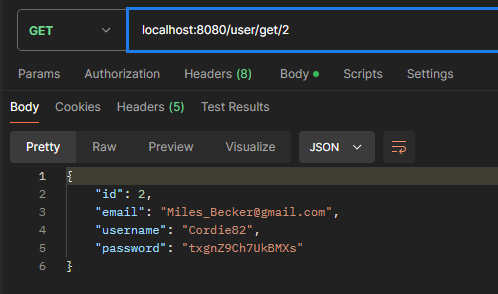 GET localhost:8080/user/get/2
Params Authorization Headers (8) Body Scripts Settings
Body Cookies Headers (5) Test Results
Pretty Raw Preview Visualize JSON
1 {
2 "id": 2,
3 "email": "Miles_Becker@gmail.com",
4 "username": "Cordie82",
5 "password": "txgnZ9Ch7UkBMXs"
6 }